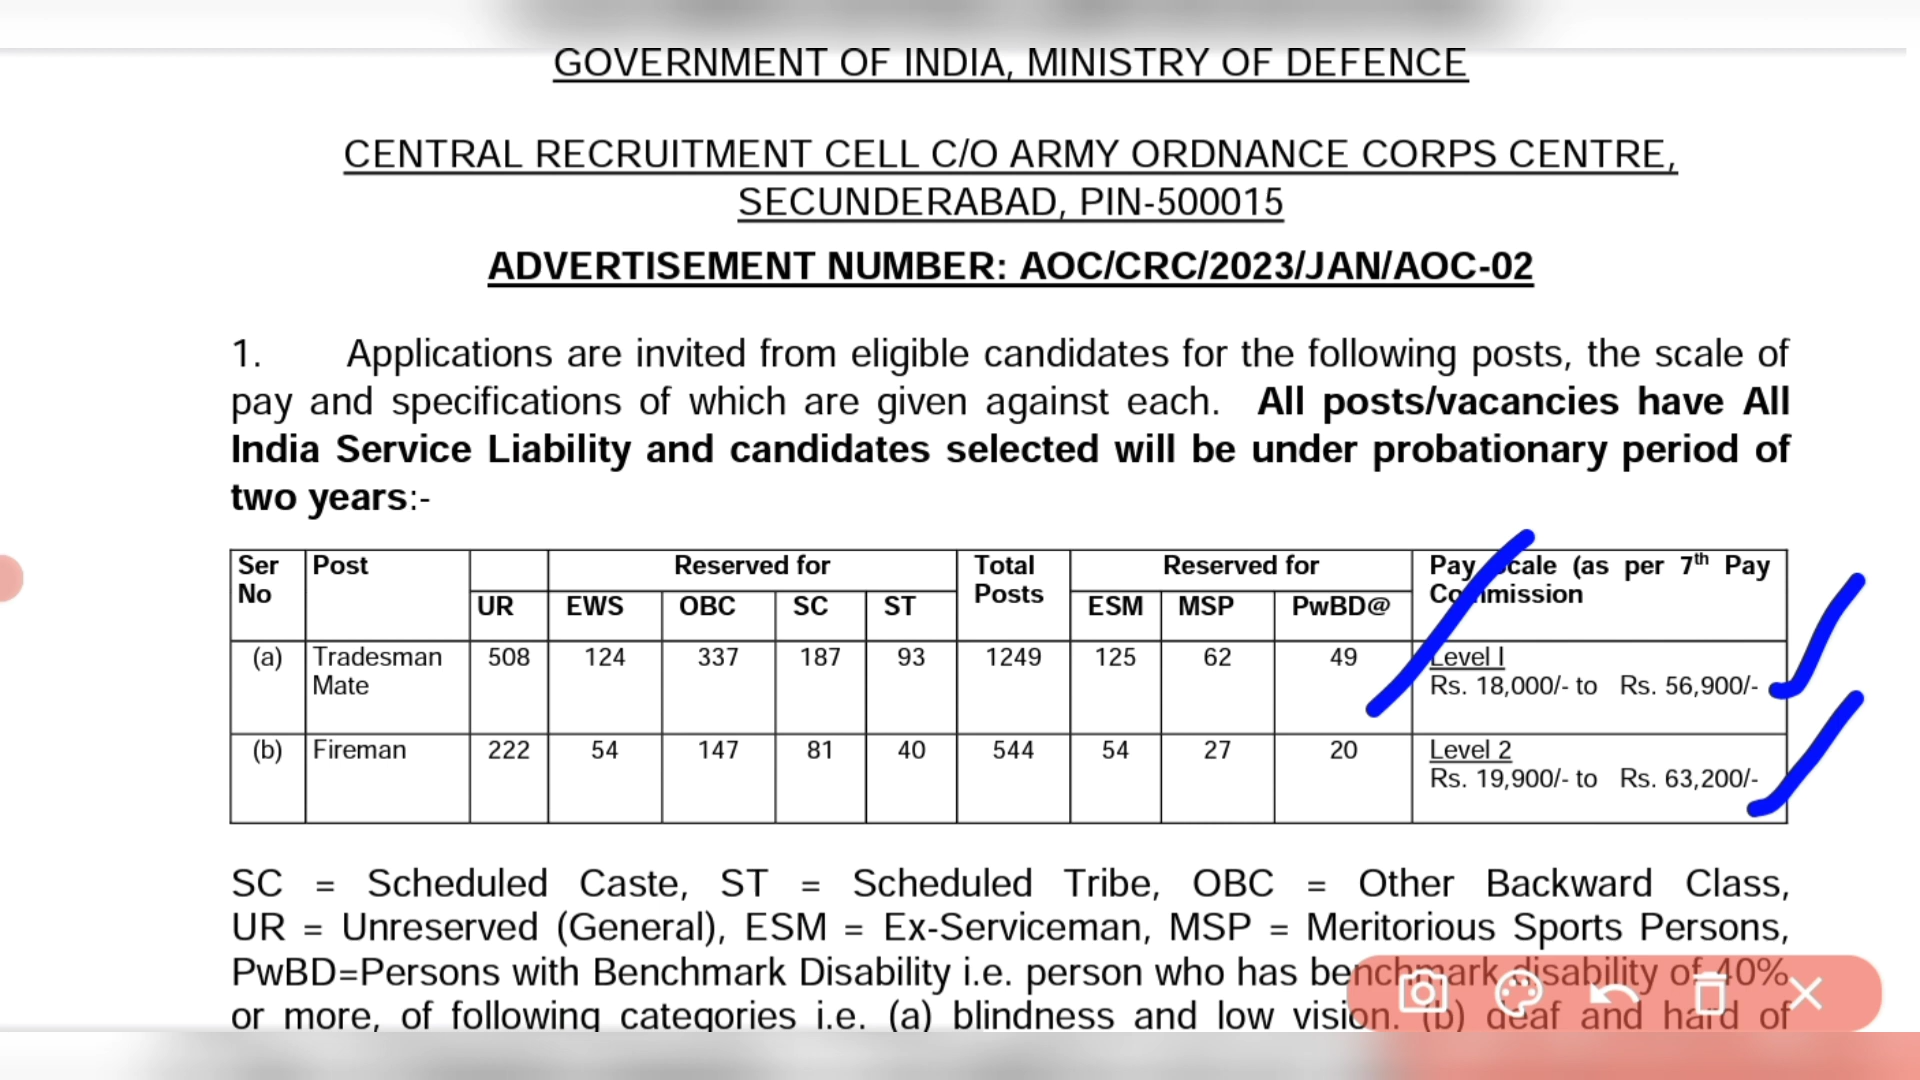 GOVERNMENT OF INDIA, MINISTRY OF DEFENCE
CENTRAL RECRUITMENT CELL C/O ARMY ORDNANCE CORPS CENTRE,
SECUNDERABAD, PIN-500015
ADVERTISEMENT NUMBER: AOC/CRC/2023/JAN/AOC-02
1. Applications are invited from eligible candidates for the following posts, the scale of
pay and specifications of which are given against each. All posts/vacancies have All
India Service Liability and candidates selected will be under probationary period of
two years:-
Ser No Post Reserved for Total Posts Reserved for Pay Scale (as per 7th Pay Commission
UR EWS OBC SC ST ESM MSP PwBD@
(a) Tradesman Mate 508 124 337 187 93 1249 125 62 49 Level I Rs. 18,000/- to Rs. 56,900/-
(b) Fireman 222 54 147 81 40 544 54 27 20 Level 2 Rs. 19,900/- to Rs. 63,200/-
SC = Scheduled Caste, ST = Scheduled Tribe, OBC = Other Backward Class,
UR = Unreserved (General), ESM = Ex-Serviceman, MSP = Meritorious Sports Persons,
PwBD=Persons with Benchmark Disability i.e. person who has benchmark disability of 40%
or more, of following categories i.e. (a) blindness and low vision. (b) deaf and hard of